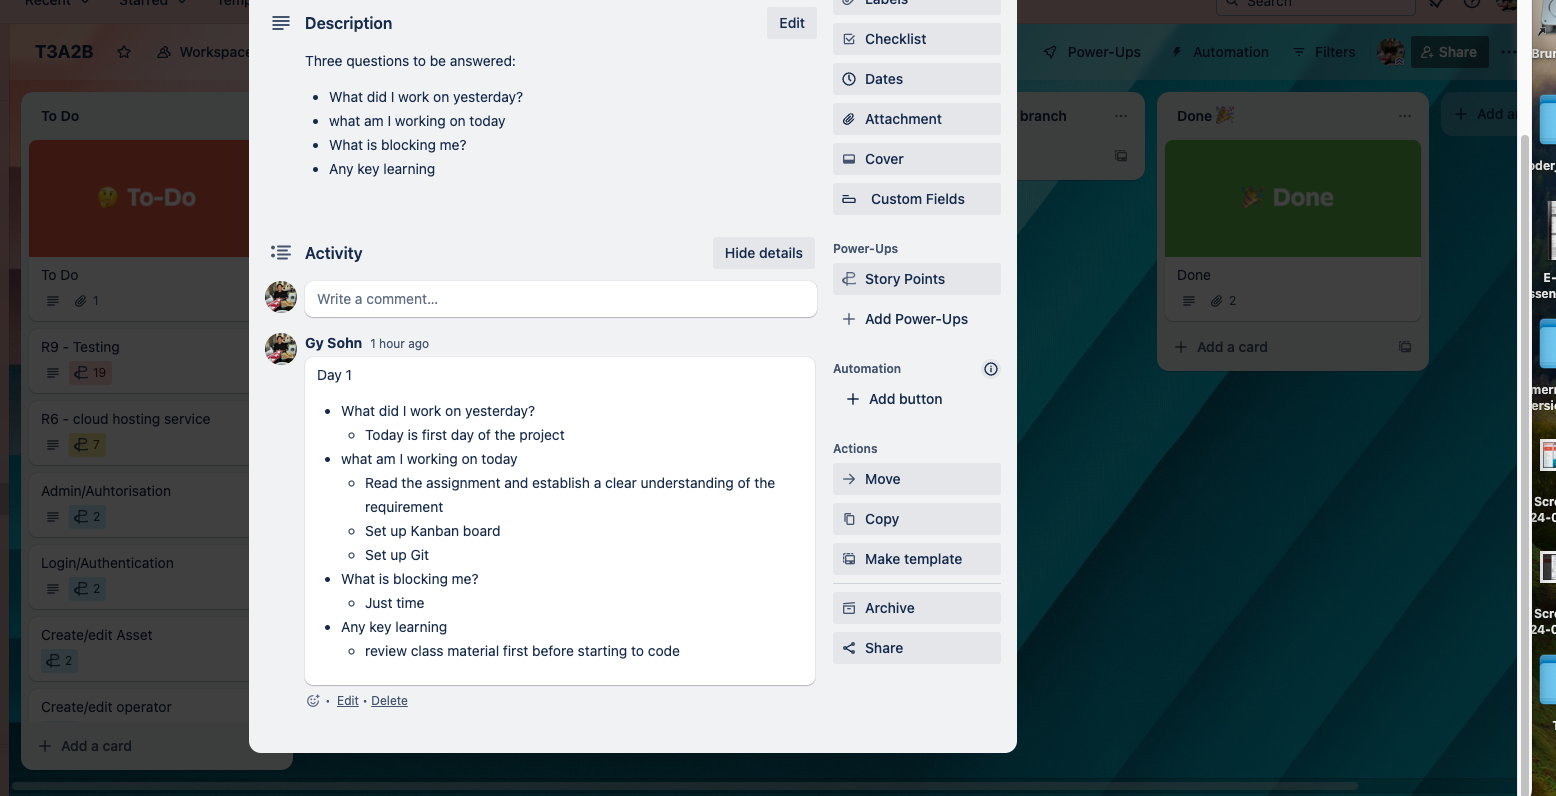 Recent
Starred
Search
T3A2B
Workspace
Power-Ups
Automation
Filters
Share
To Do
🤔 To-Do
To Do
1
R9 - Testing
19
R6 - cloud hosting service
7
Admin/Auhtorisation
2
Login/Authentication
2
Create/edit Asset
2
Create/edit operator
+ Add a card
Description
Edit
Three questions to be answered:
• What did I work on yesterday?
• what am I working on today
• What is blocking me?
• Any key learning
Activity
Hide details
Write a comment…
Gy Sohn 1 hour ago
Day 1
• What did I work on yesterday?
◦ Today is first day of the project
• what am I working on today
◦ Read the assignment and establish a clear understanding of the
requirement
◦ Set up Kanban board
◦ Set up Git
• What is blocking me?
◦ Just time
• Any key learning
◦ review class material first before starting to code
• Edit • Delete
Labels
Checklist
Dates
Attachment
Cover
Custom Fields
Power-Ups
Story Points
+ Add Power-Ups
Automation
+ Add button
Actions
Move
Copy
Make template
Archive
Share
branch
Done🎉
🎉 Done
Done
2
+ Add a card
+ Add a